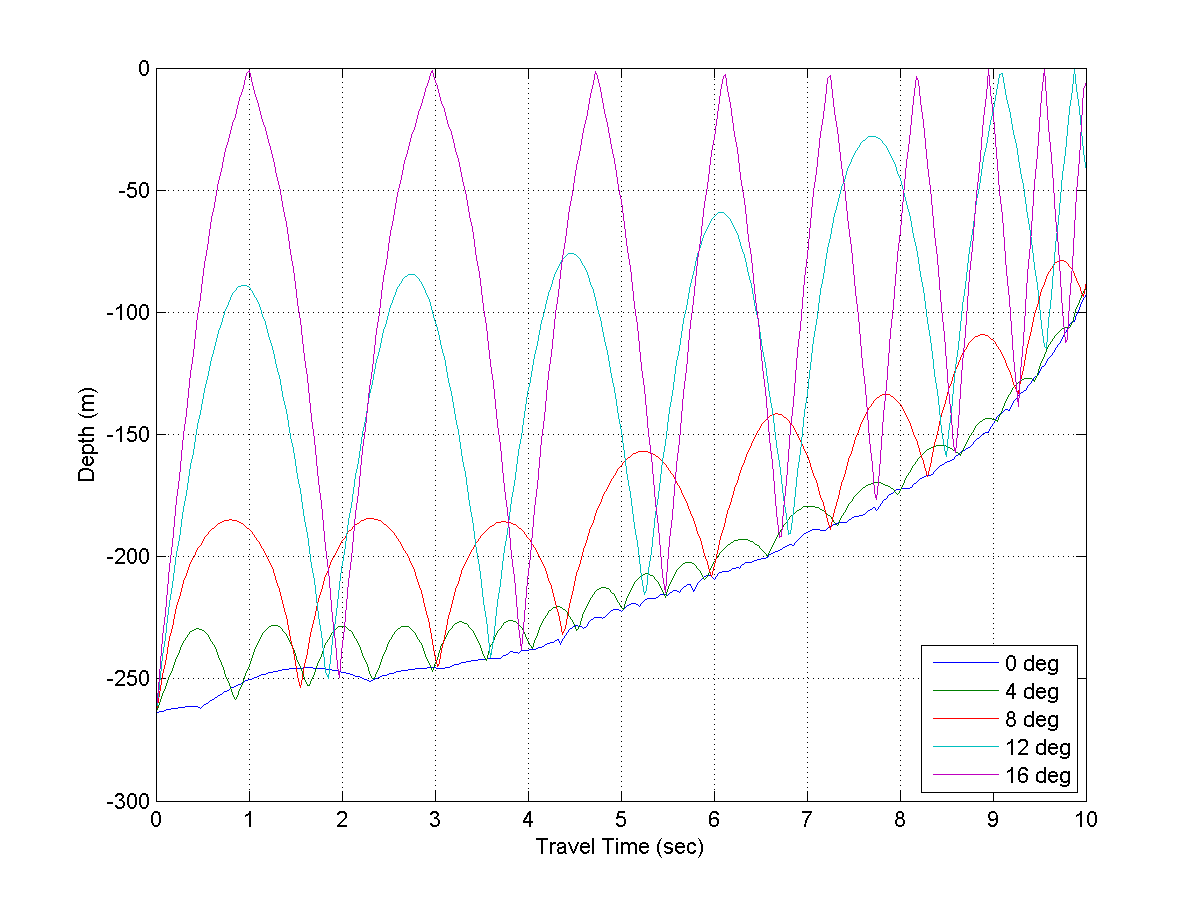 0
-50
-100
-150
-200
-250
-300
Depth (m)
0 1 2 3 4 5 6 7 8 9 10
Travel Time (sec)
0 deg
4 deg
8 deg
12 deg
16 deg